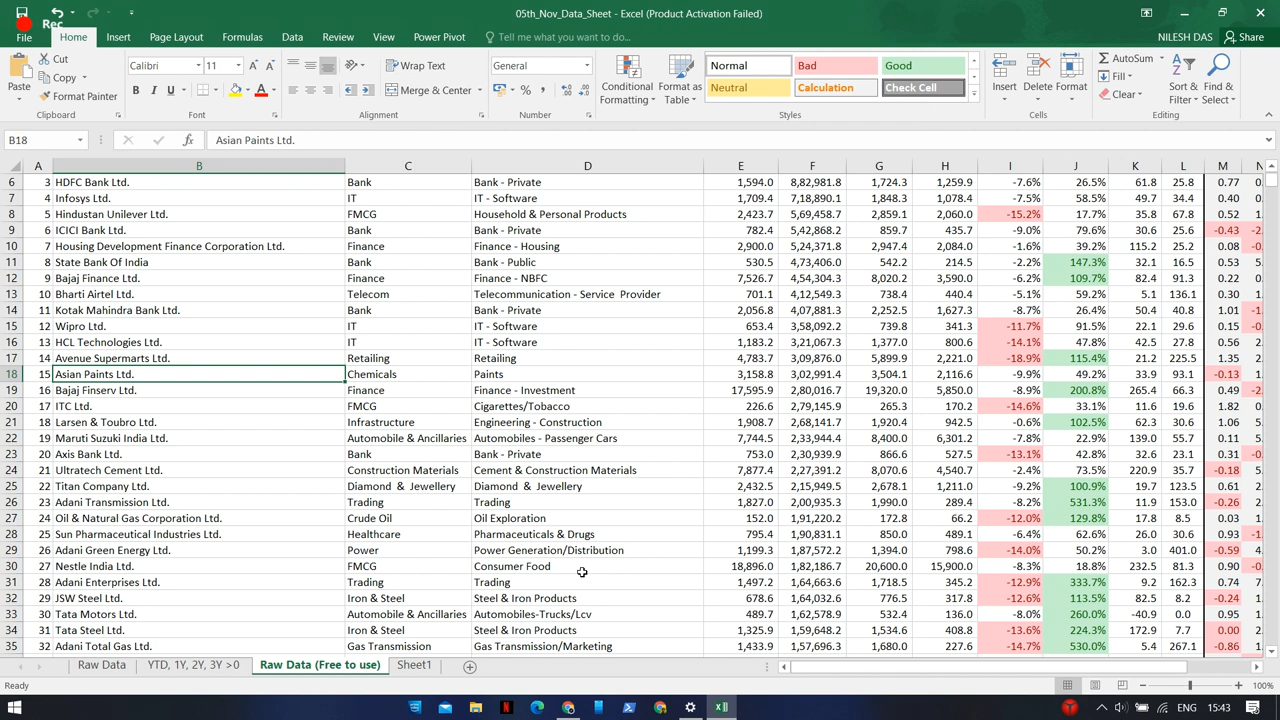 Rec
05th_Nov_Data_Sheet - Excel (Product Activation Failed)
File Home Insert Page Layout Formulas Data Review View Power Pivot Tell me what you want to do... NILESH DAS Share
Cut Calibri 11 Wrap Text General Normal Bad Good AutoSum
Copy Fill
Paste Format Painter B I U A Merge & Center % Conditional Formatting Format as Table Neutral Calculation Check Cell Insert Delete Format Clear Sort & Filter Find & Select
Clipboard Font Alignment Number Styles Cells Editing
B18 fx Asian Paints Ltd.
A B C D E F G H I J K L M N
6 3 HDFC Bank Ltd. Bank Bank - Private 1,594.0 8,82,981.8 1,724.3 1,259.9 -7.6% 26.5% 61.8 25.8 0.77
7 4 Infosys Ltd. IT IT - Software 1,709.4 7,18,890.1 1,848.3 1,078.4 -7.5% 58.5% 49.7 34.4 0.40
8 5 Hindustan Unilever Ltd. FMCG Household & Personal Products 2,423.7 5,69,458.7 2,859.1 2,060.0 -15.2% 17.7% 35.8 67.8 0.52
9 6 ICICI Bank Ltd. Bank Bank - Private 782.4 5,42,868.2 859.7 435.7 -9.0% 79.6% 30.6 25.6 -0.43
10 7 Housing Development Finance Corporation Ltd. Finance Finance - Housing 2,900.0 5,24,371.8 2,947.4 2,084.0 -1.6% 39.2% 115.2 25.2 0.08
11 8 State Bank Of India Bank Bank - Public 530.5 4,73,406.0 542.2 214.5 -2.2% 147.3% 32.1 16.5 0.53
12 9 Bajaj Finance Ltd. Finance Finance - NBFC 7,526.7 4,54,304.3 8,020.2 3,590.0 -6.2% 109.7% 82.4 91.3 0.22
13 10 Bharti Airtel Ltd. Telecom Telecommunication - Service Provider 701.1 4,12,549.3 738.4 440.4 -5.1% 59.2% 5.1 136.1 0.30
14 11 Kotak Mahindra Bank Ltd. Bank Bank - Private 2,056.8 4,07,881.3 2,252.5 1,627.3 -8.7% 26.4% 50.4 40.8 1.01
15 12 Wipro Ltd. IT IT - Software 653.4 3,58,092.2 739.8 341.3 -11.7% 91.5% 22.1 29.6 0.15
16 13 HCL Technologies Ltd. IT IT - Software 1,183.2 3,21,067.3 1,377.0 800.6 -14.1% 47.8% 42.5 27.8 0.56
17 14 Avenue Supermarts Ltd. Retailing Retailing 4,783.7 3,09,876.0 5,899.9 2,221.0 -18.9% 115.4% 21.2 225.5 1.35
18 15 Asian Paints Ltd. Chemicals Paints 3,158.8 3,02,991.4 3,504.1 2,116.6 -9.9% 49.2% 33.9 93.1 -0.13
19 16 Bajaj Finserv Ltd. Finance Finance - Investment 17,595.9 2,80,016.7 19,320.0 5,850.0 -8.9% 200.8% 265.4 66.3 0.49
20 17 ITC Ltd. FMCG Cigarettes/Tobacco 226.6 2,79,145.9 265.3 170.2 -14.6% 33.1% 11.6 19.6 1.82
21 18 Larsen & Toubro Ltd. Infrastructure Engineering - Construction 1,908.7 2,68,141.7 1,920.4 942.5 -0.6% 102.5% 62.3 30.6 1.06
22 19 Maruti Suzuki India Ltd. Automobile & Ancillaries Automobiles - Passenger Cars 7,744.5 2,33,944.4 8,400.0 6,301.2 -7.8% 22.9% 139.0 55.7 0.11
23 20 Axis Bank Ltd. Bank Bank - Private 753.0 2,30,939.9 866.6 527.5 -13.1% 42.8% 32.6 23.1 0.31
24 21 Ultratech Cement Ltd. Construction Materials Cement & Construction Materials 7,877.4 2,27,391.2 8,070.6 4,540.7 -2.4% 73.5% 220.9 35.7 -0.18
25 22 Titan Company Ltd. Diamond & Jewellery Diamond & Jewellery 2,432.5 2,15,949.5 2,678.1 1,211.0 -9.2% 100.9% 19.7 123.5 0.61
26 23 Adani Transmission Ltd. Trading Trading 1,827.0 2,00,935.3 1,990.0 289.4 -8.2% 531.3% 11.9 153.0 -0.26
27 24 Oil & Natural Gas Corporation Ltd. Crude Oil Oil Exploration 152.0 1,91,220.2 172.8 66.2 -12.0% 129.8% 17.8 8.5 0.03
28 25 Sun Pharmaceutical Industries Ltd. Healthcare Pharmaceuticals & Drugs 795.4 1,90,831.1 850.0 489.1 -6.4% 62.6% 26.0 30.6 0.93
29 26 Adani Green Energy Ltd. Power Power Generation/Distribution 1,199.3 1,87,572.2 1,394.0 798.6 -14.0% 50.2% 3.0 401.0 -0.59
30 27 Nestle India Ltd. FMCG Consumer Food 18,896.0 1,82,186.7 20,600.0 15,900.0 -8.3% 18.8% 232.5 81.3 0.90
31 28 Adani Enterprises Ltd. Trading Trading 1,497.2 1,64,663.6 1,718.5 345.2 -12.9% 333.7% 9.2 162.3 0.74
32 29 JSW Steel Ltd. Iron & Steel Steel & Iron Products 678.6 1,64,032.6 776.5 317.8 -12.6% 113.5% 82.5 8.2 -0.24
33 30 Tata Motors Ltd. Automobile & Ancillaries Automobiles-Trucks/Lcv 489.7 1,62,578.9 532.4 136.0 -8.0% 260.0% -40.9 0.0 0.95
34 31 Tata Steel Ltd. Iron & Steel Steel & Iron Products 1,325.9 1,59,648.2 1,534.6 408.8 -13.6% 224.3% 172.9 7.7 0.00
35 32 Adani Total Gas Ltd. Gas Transmission Gas Transmission/Marketing 1,433.9 1,57,696.3 1,680.0 227.6 -14.7% 530.0% 5.4 267.1 -0.86
Raw Data YTD, 1Y, 2Y, 3Y >0 Raw Data (Free to use) Sheet1
Ready 100%
ENG 15:43